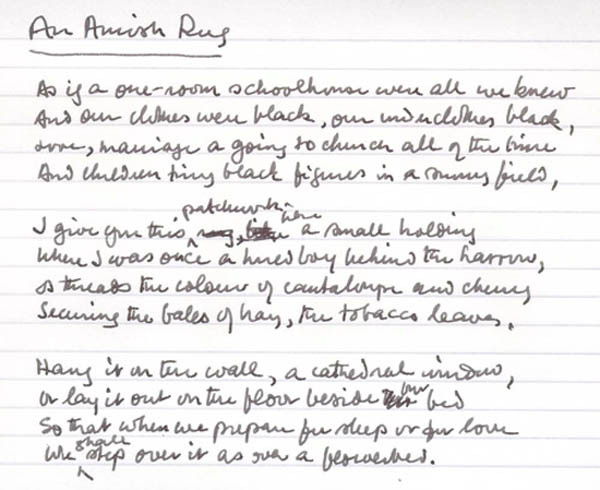 An Amish Rug
As if a one-room schoolhouse were all we knew
And our clothes were black, our underclothes black,
Love, marriage a going to church all of the time
And children tiny black figures in a field,
patchwork here
I give you this, a small holding
Where I was once a hired boy behind the harrow,
Its threads the colour of cantaloupe and cherry
Securing the bales of hay, the tobacco leaves.
Hang it on the wall, a cathedral window,
Or lay it out on the floor beside our bed
So that when we prepare for sleep or for love
We shall step over it as over a flowerbed.